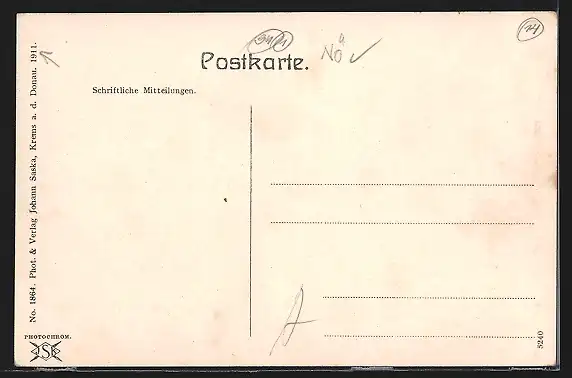 Postkarte.
NÖ
Schriftliche Mitteilungen.
No. 1864. Phot. & Verlag Johann Saska, Krems a. d. Donau. 1911.
PHOTOCHROM.
5240